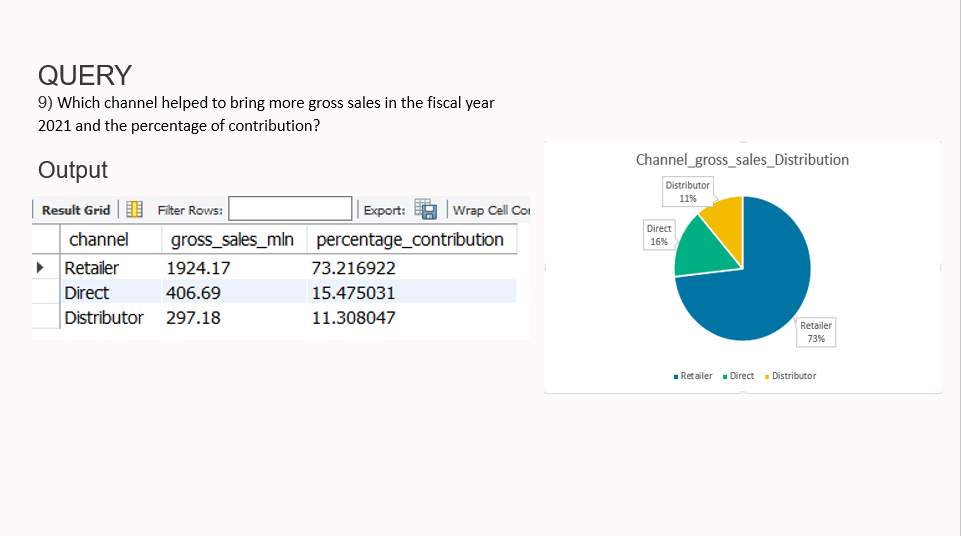 QUERY
9) Which channel helped to bring more gross sales in the fiscal year
2021 and the percentage of contribution?
Output
Result Grid Filter Rows: Export: Wrap Cell Co
channel gross_sales_mln percentage_contribution
Retailer 1924.17 73.216922
Direct 406.69 15.475031
Distributor 297.18 11.308047
Channel_gross_sales_Distribution
Distributor
11%
Direct
16%
Retailer
73%
Retailer Direct Distributor